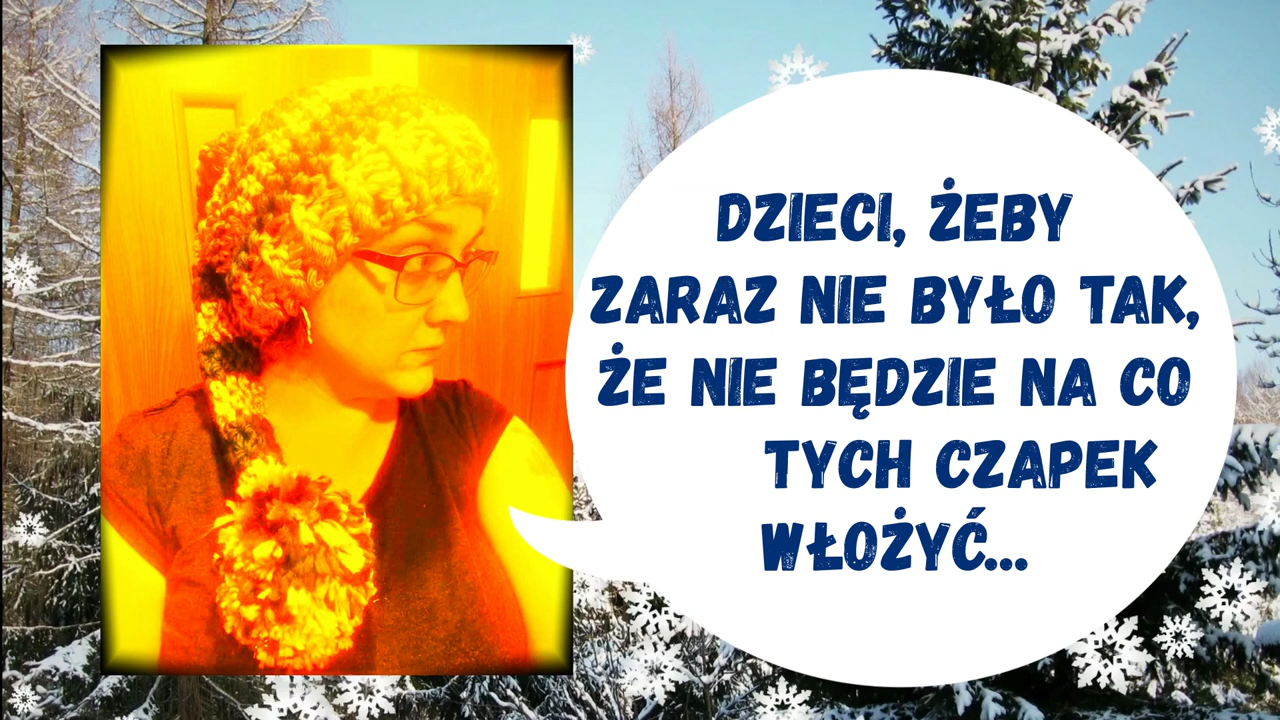 DZIECI, ŻEBY
ZARAZ NIE BYŁO TAK,
ŻE NIE BĘDZIE NA CO
TYCH CZAPEK
WŁOŻYĆ...